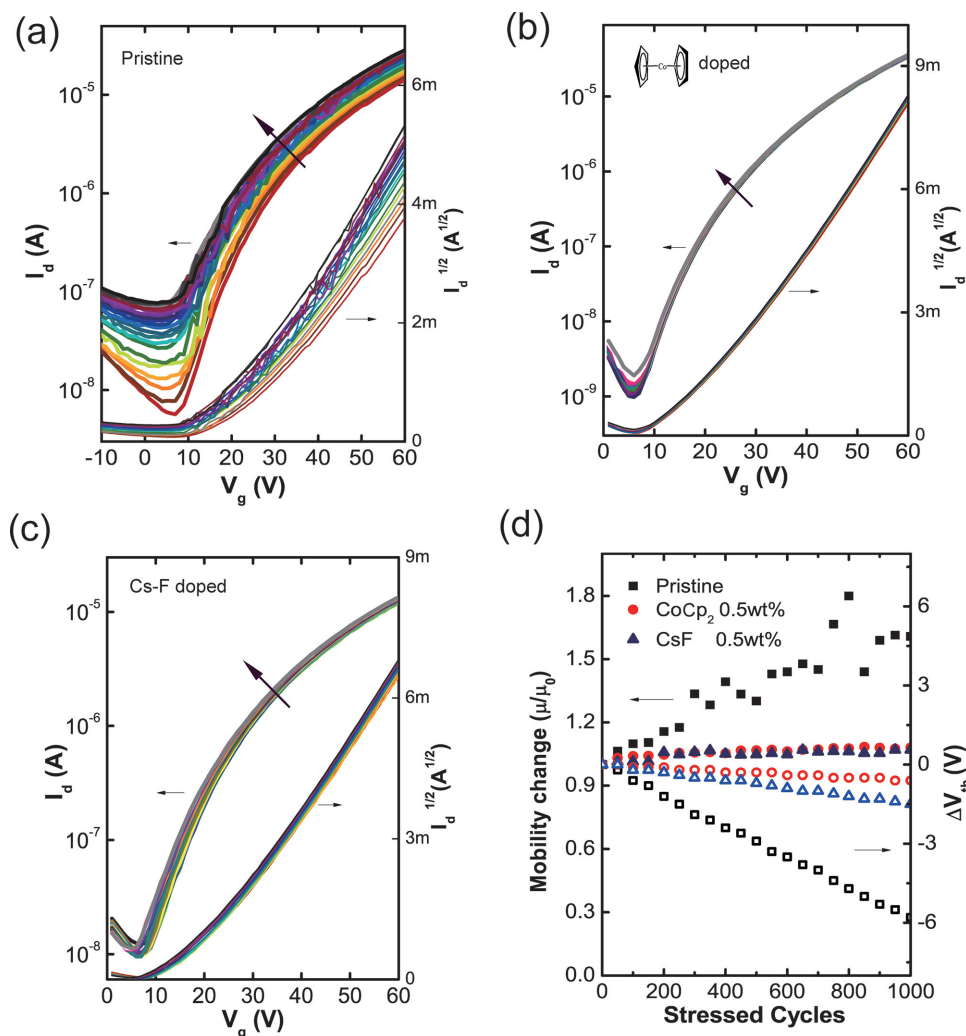 (a)
Pristine
10⁻⁵
10⁻⁶
10⁻⁷
10⁻⁸
I_d (A)
6m
4m
2m
0
I_d^1/2 (A^1/2)
-10 0 10 20 30 40 50 60
V_g (V)
(b)
Co doped
10⁻⁵
10⁻⁶
10⁻⁷
10⁻⁸
10⁻⁹
I_d (A)
9m
6m
3m
0
I_d^1/2(A^1/2)
0 10 20 30 40 50 60
V_g (V)
(c)
Cs-F doped
10⁻⁵
10⁻⁶
10⁻⁷
10⁻⁸
I_d (A)
9m
6m
3m
0
I_d^1/2(A^1/2)
0 10 20 30 40 50 60
V_g (V)
(d)
Pristine
CoCp₂ 0.5wt%
CsF 0.5wt%
1.8
1.5
1.2
0.9
0.6
0.3
0.0
Mobility change (μ/μ₀)
6
3
0
-3
-6
ΔV_th (V)
0 200 400 600 800 1000
Stressed Cycles